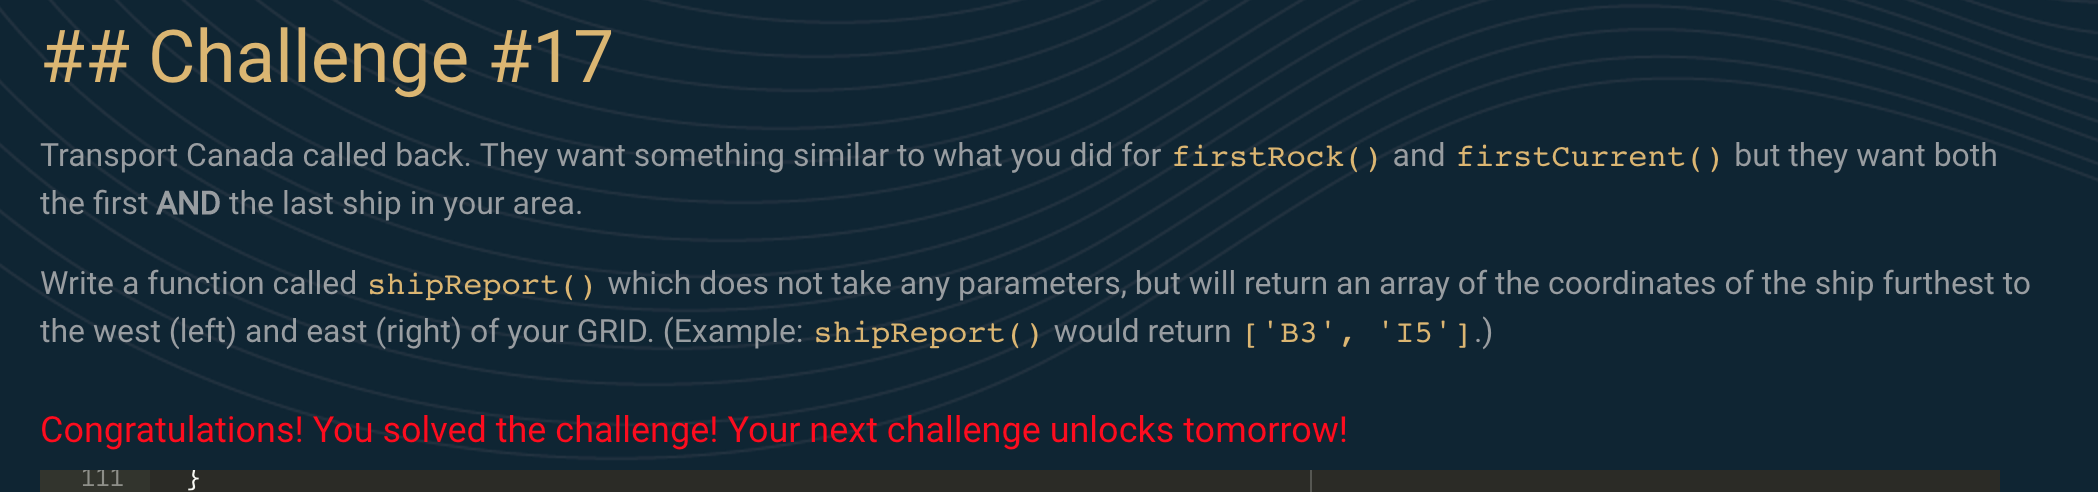 ## Challenge #17
Transport Canada called back. They want something similar to what you did for firstRock() and firstCurrent() but they want both
the first AND the last ship in your area.
Write a function called shipReport() which does not take any parameters, but will return an array of the coordinates of the ship furthest to
the west (left) and east (right) of your GRID. (Example: shipReport() would return ['B3', 'I5'].)
Congratulations! You solved the challenge! Your next challenge unlocks tomorrow!
111 }